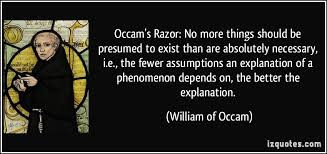 Occam's Razor: No more things should be
presumed to exist than are absolutely necessary,
i.e., the fewer assumptions an explanation of a
phenomenon depends on, the better the
explanation.
(William of Occam)
izquotes.com